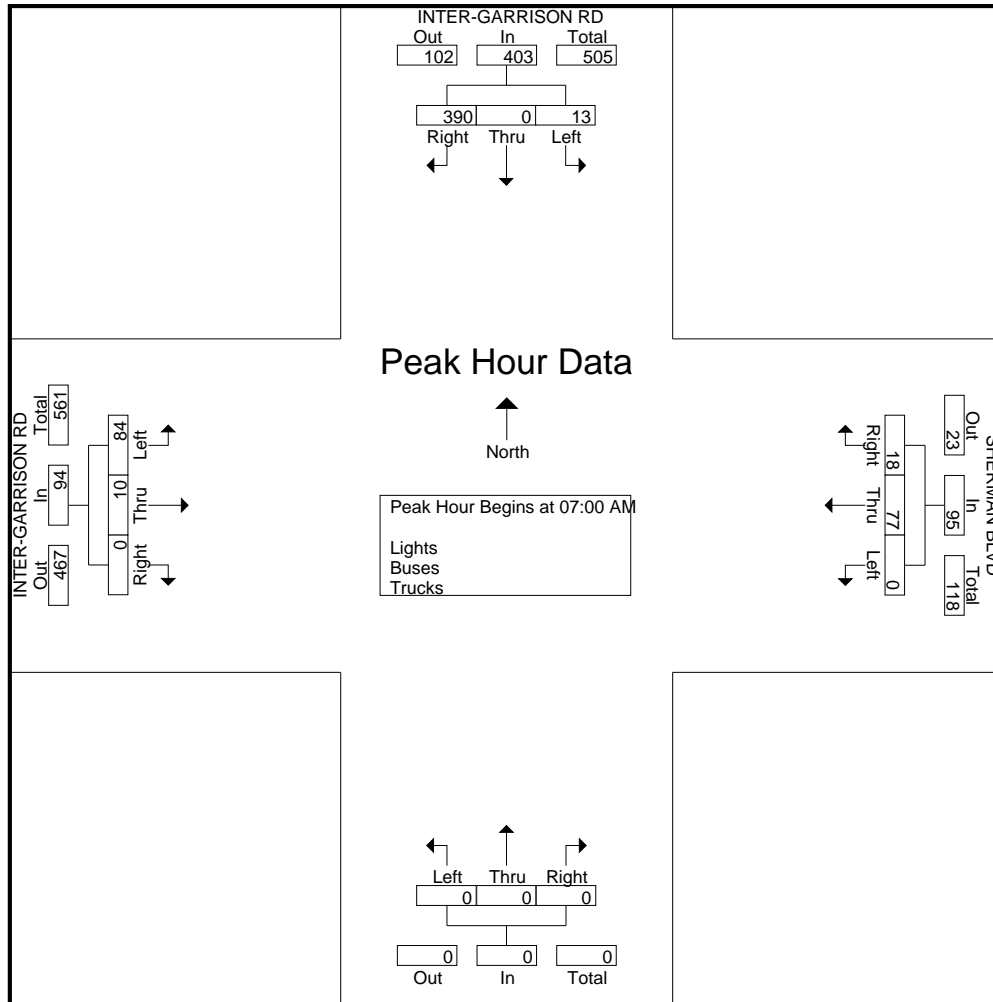 INTER-GARRISON RD
Out In Total
102 403 505
390 0 13
Right Thru Left
Peak Hour Data
North
Peak Hour Begins at 07:00 AM
Lights
Buses
Trucks
INTER-GARRISON RD
Total In Out
561 94 467
84 10 0
Left Thru Right
SHERMAN BLVD
Out In Total
23 95 118
18 77 0
Right Thru Left
Left Thru Right
0 0 0
0 0 0
Out In Total